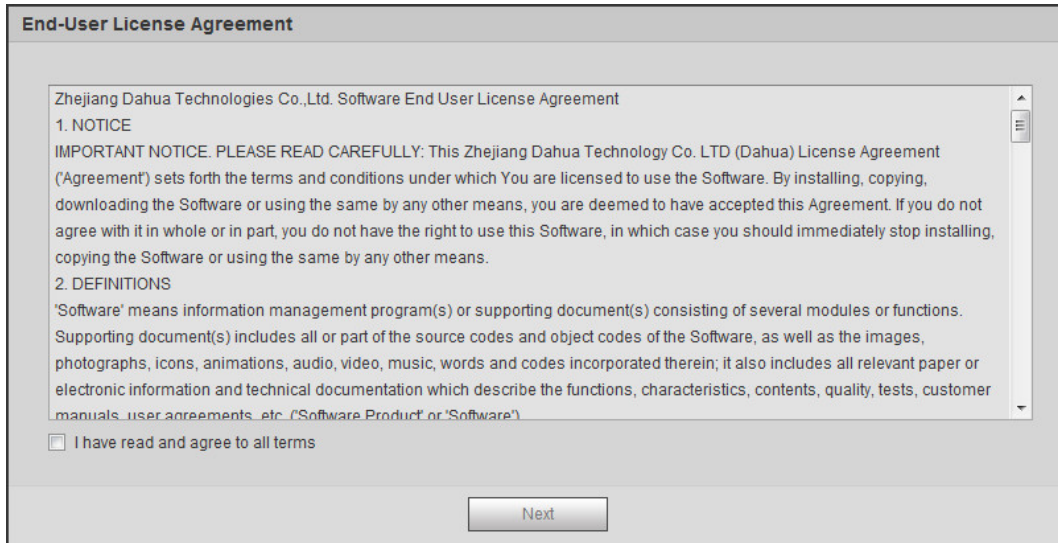 End-User License Agreement
Zhejiang Dahua Technologies Co.,Ltd. Software End User License Agreement
1. NOTICE
IMPORTANT NOTICE. PLEASE READ CAREFULLY: This Zhejiang Dahua Technology Co. LTD (Dahua) License Agreement
('Agreement') sets forth the terms and conditions under which You are licensed to use the Software. By installing, copying,
downloading the Software or using the same by any other means, you are deemed to have accepted this Agreement. If you do not
agree with it in whole or in part, you do not have the right to use this Software, in which case you should immediately stop installing,
copying the Software or using the same by any other means.
2. DEFINITIONS
'Software' means information management program(s) or supporting document(s) consisting of several modules or functions.
Supporting document(s) includes all or part of the source codes and object codes of the Software, as well as the images,
photographs, icons, animations, audio, video, music, words and codes incorporated therein; it also includes all relevant paper or
electronic information and technical documentation which describe the functions, characteristics, contents, quality, tests, customer
manuals, user agreements, etc. ('Software Product' or 'Software')
I have read and agree to all terms
Next